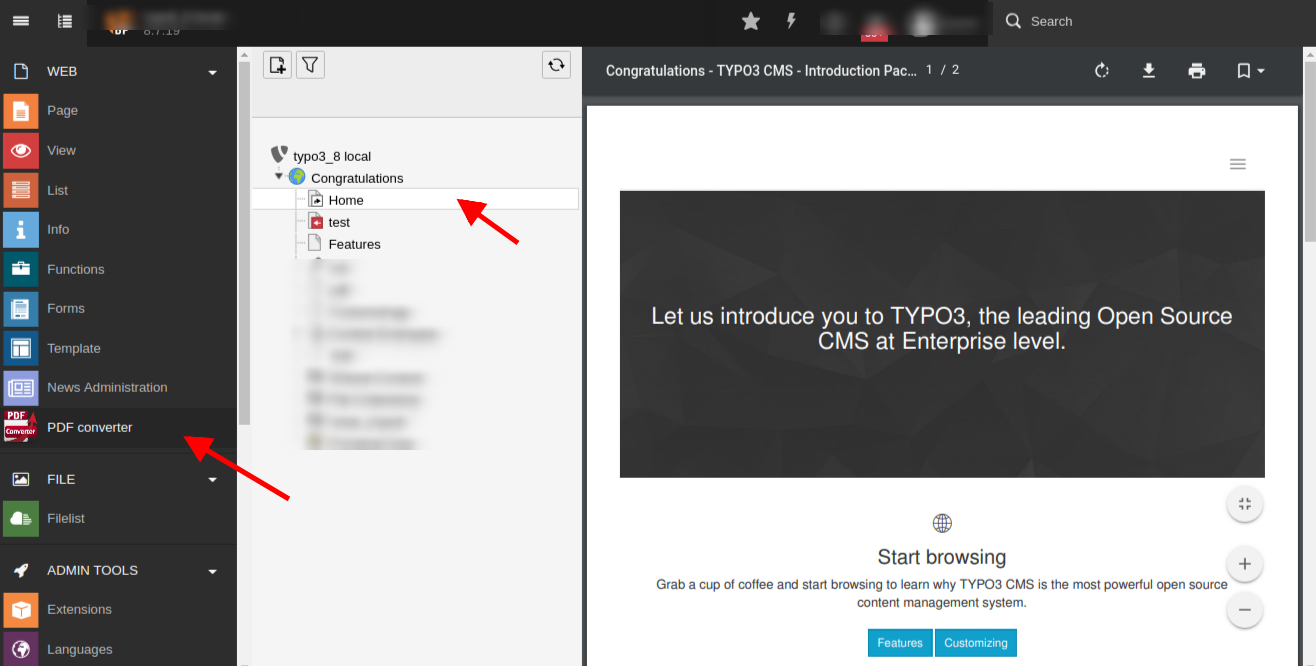 8.7.19
Search
WEB
Page
View
List
Info
Functions
Forms
Template
News Administration
PDF
Converter
PDF converter
FILE
Filelist
ADMIN TOOLS
Extensions
Languages
typo3_8 local
Congratulations
Home
test
Features
Congratulations - TYPO3 CMS - Introduction Pac... 1 / 2
Let us introduce you to TYPO3, the leading Open Source
CMS at Enterprise level.
Start browsing
Grab a cup of coffee and start browsing to learn why TYPO3 CMS is the most powerful open source
content management system.
Features Customizing